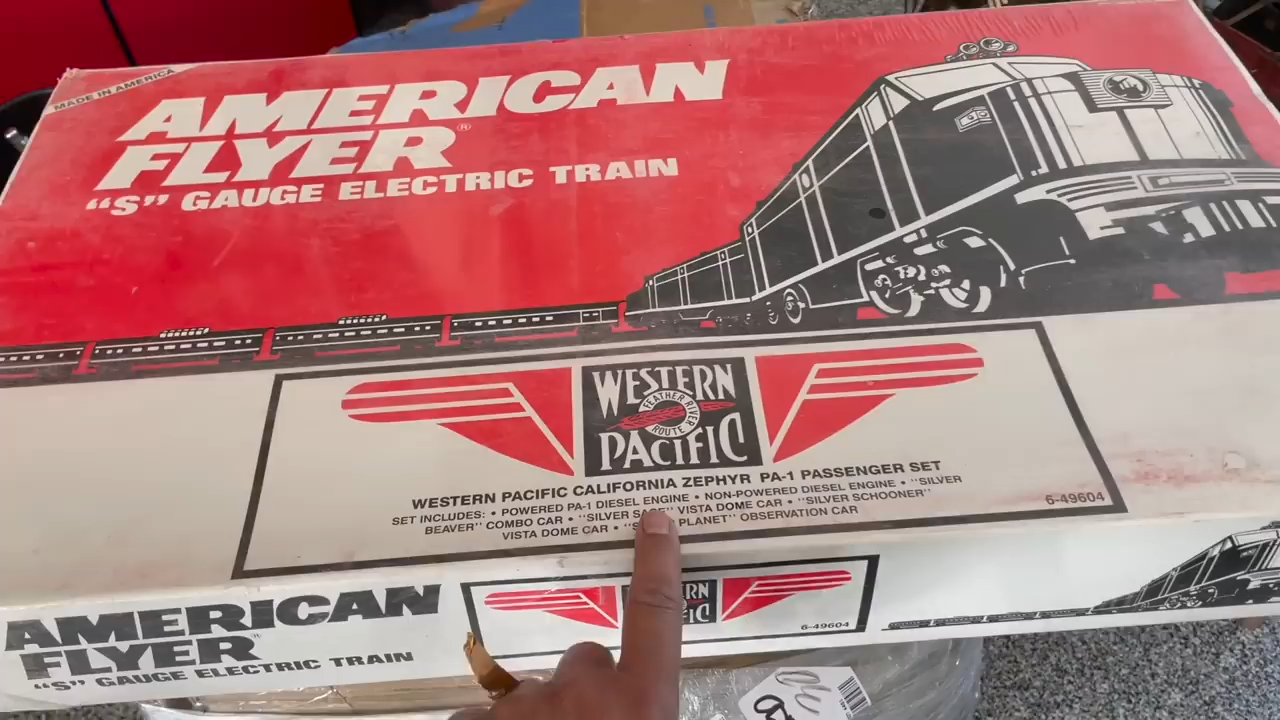 MADE IN AMERICA
AMERICAN
FLYER®
"S" GAUGE ELECTRIC TRAIN
WESTERN
FEATHER RIVER
ROUTE
PACIFIC
WESTERN PACIFIC CALIFORNIA ZEPHYR PA-1 PASSENGER SET
SET INCLUDES: • POWERED PA-1 DIESEL ENGINE • NON-POWERED DIESEL ENGINE • "SILVER
BEAVER" COMBO CAR • "SILVER VISTA DOME CAR • "SILVER SCHOONER"
VISTA DOME CAR • PLANET" OBSERVATION CAR
6-49604
AMERICAN
FLYER®
"S" GAUGE ELECTRIC TRAIN
6-49604